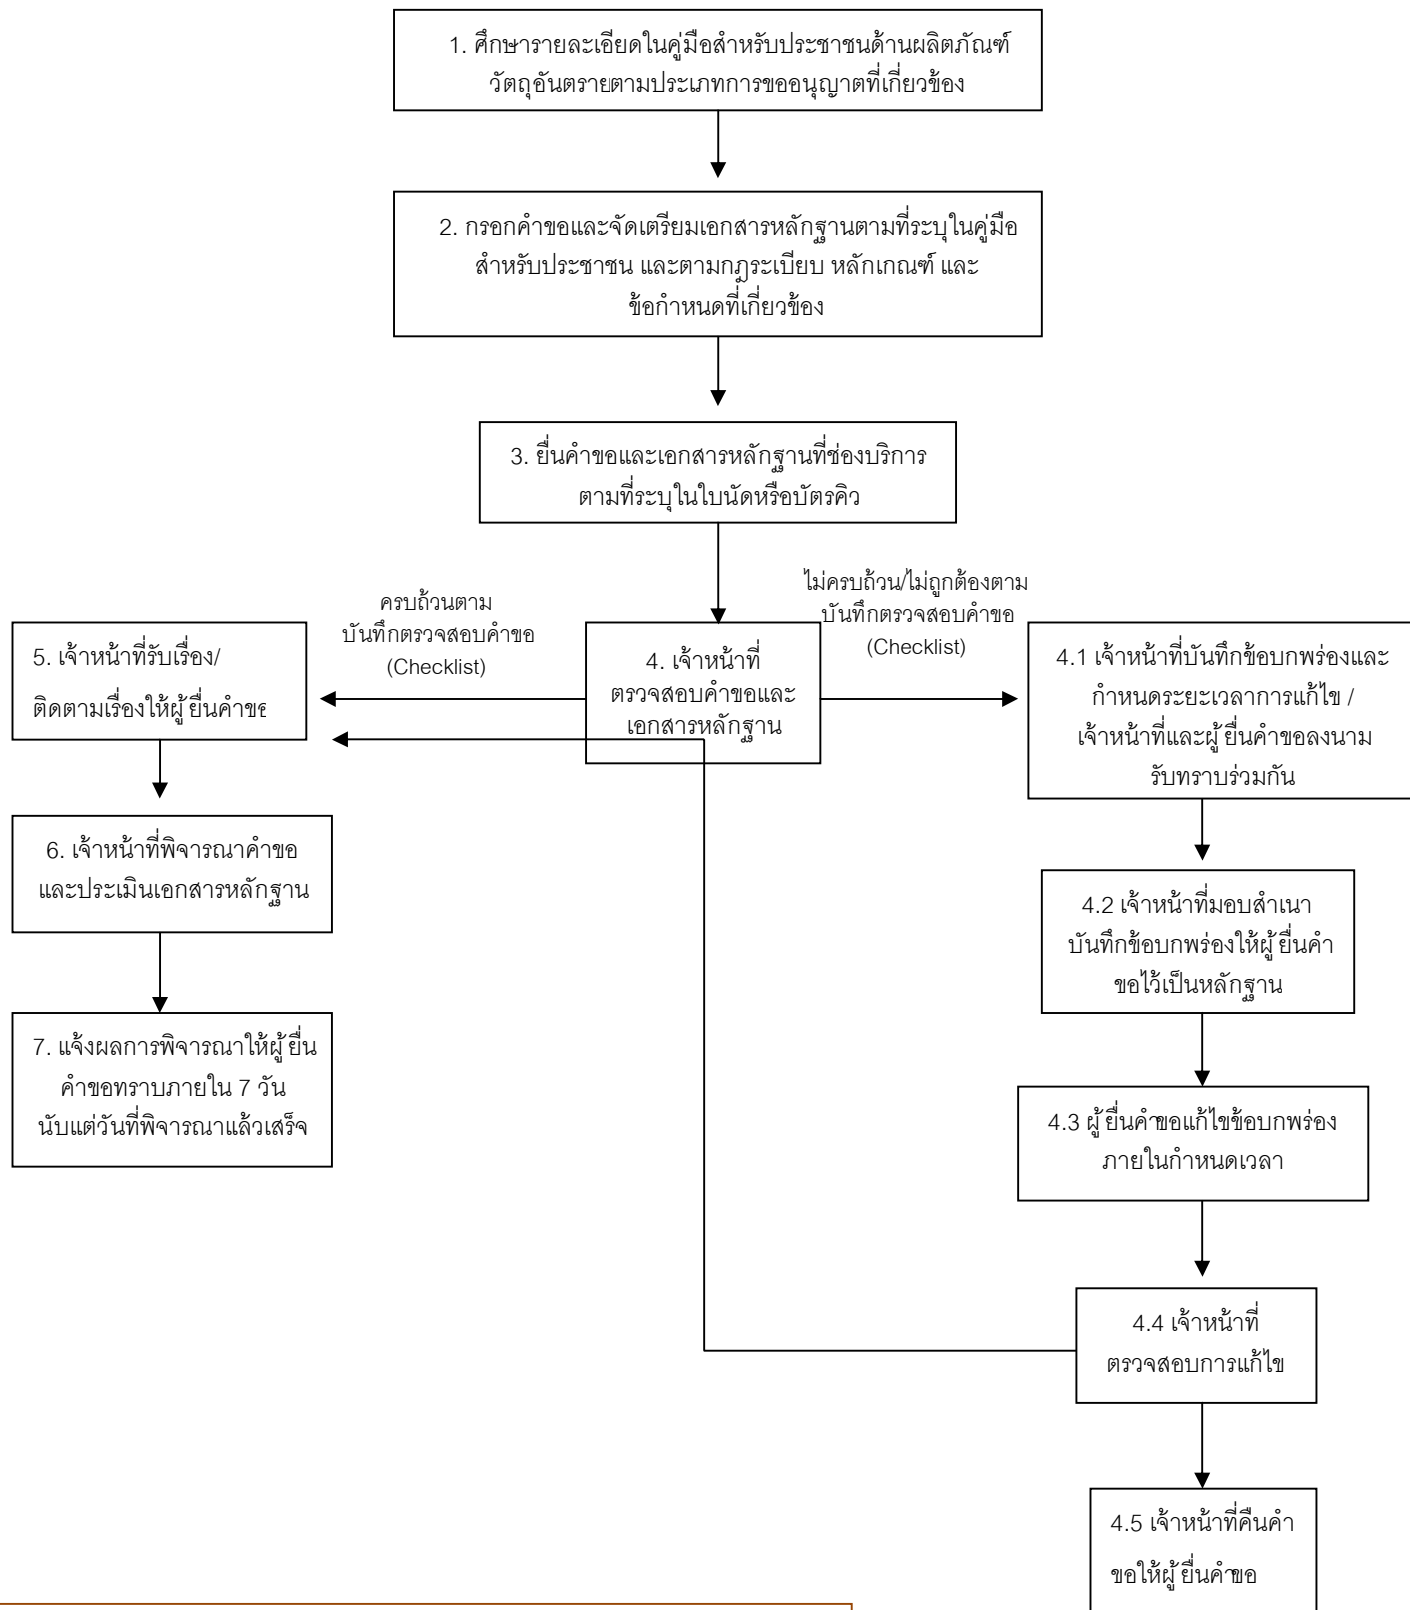 1. ศึกษารายละเอียดในคู่มือสำหรับประชาชนด้านผลิตภัณฑ์
วัตถุอันตรายตามประเภทการขออนุญาตที่เกี่ยวข้อง
2. กรอกคำขอและจัดเตรียมเอกสารหลักฐานตามที่ระบุในคู่มือ
สำหรับประชาชน และตามกฎระเบียบ หลักเกณฑ์ และ
ข้อกำหนดที่เกี่ยวข้อง
3. ยื่นคำขอและเอกสารหลักฐานที่ช่องบริการ
ตามที่ระบุในใบนัดหรือบัตรคิว
ครบถ้วนตาม
บันทึกตรวจสอบคำขอ
(Checklist)
ไม่ครบถ้วน/ไม่ถูกต้องตาม
บันทึกตรวจสอบคำขอ
(Checklist)
4. เจ้าหน้าที่
ตรวจสอบคำขอและ
เอกสารหลักฐาน
5. เจ้าหน้าที่รับเรื่อง/
ติดตามเรื่องให้ผู้ยื่นคำขอ
6. เจ้าหน้าที่พิจารณาคำขอ
และประเมินเอกสารหลักฐาน
7. แจ้งผลการพิจารณาให้ผู้ยื่น
คำขอทราบภายใน 7 วัน
นับแต่วันที่พิจารณาแล้วเสร็จ
4.1 เจ้าหน้าที่บันทึกข้อบกพร่องและ
กำหนดระยะเวลาการแก้ไข /
เจ้าหน้าที่และผู้ยื่นคำขอลงนาม
รับทราบร่วมกัน
4.2 เจ้าหน้าที่มอบสำเนา
บันทึกข้อบกพร่องให้ผู้ยื่นคำ
ขอไว้เป็นหลักฐาน
4.3 ผู้ยื่นคำขอแก้ไขข้อบกพร่อง
ภายในกำหนดเวลา
4.4 เจ้าหน้าที่
ตรวจสอบการแก้ไข
4.5 เจ้าหน้าที่คืนคำ
ขอให้ผู้ยื่นคำขอ